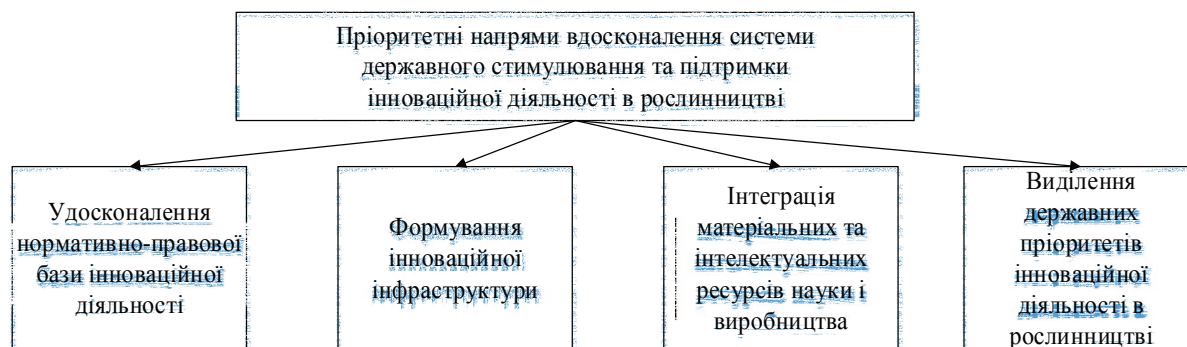 Пріоритетні напрями вдосконалення системи
державного стимулювання та підтримки
інноваційної діяльності в рослинництві
Удосконалення
нормативно-правової
бази інноваційної
діяльності
Формування
інноваційної
інфраструктури
Інтеграція
матеріальних та
інтелектуальних
ресурсів науки і
виробництва
Виділення
державних
пріоритетів
інноваційної
діяльності в
рослинництві